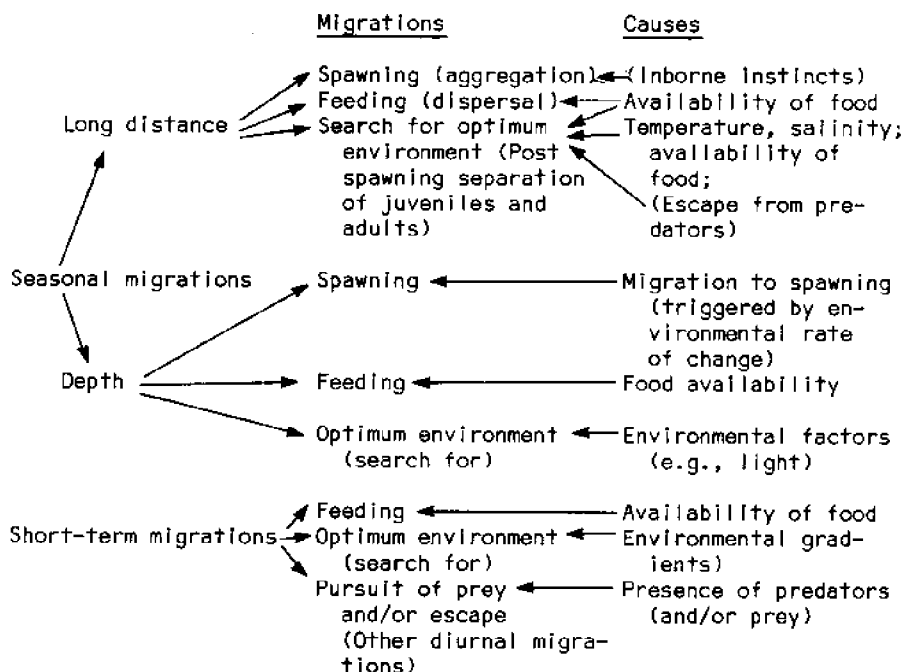 Migrations Causes
Spawning (aggregation) (Inborne instincts)
Feeding (dispersal) Availability of food
Long distance Search for optimum Temperature, salinity;
environment (Post availability of
spawning separation food;
of juveniles and (Escape from pre-
adults) dators)
Seasonal migrations Spawning Migration to spawning
(triggered by en-
vironmental rate
of change)
Depth Feeding Food availability
Optimum environment Environmental factors
(search for) (e.g., light)
Feeding Availability of food
Short-term migrations Optimum environment Environmental grad-
(search for) ients)
Pursuit of prey Presence of predators
and/or escape (and/or prey)
(Other diurnal migra-
tions)